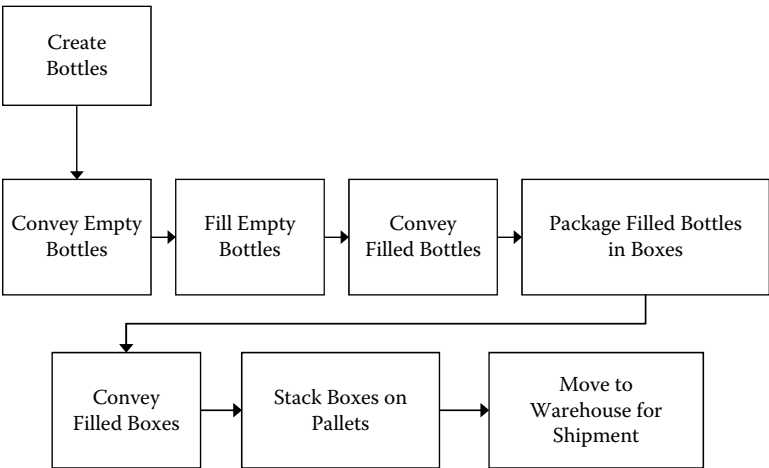 Create
Bottles
Convey Empty
Bottles
Fill Empty
Bottles
Convey
Filled Bottles
Package Filled Bottles
in Boxes
Convey
Filled Boxes
Stack Boxes on
Pallets
Move to
Warehouse for
Shipment